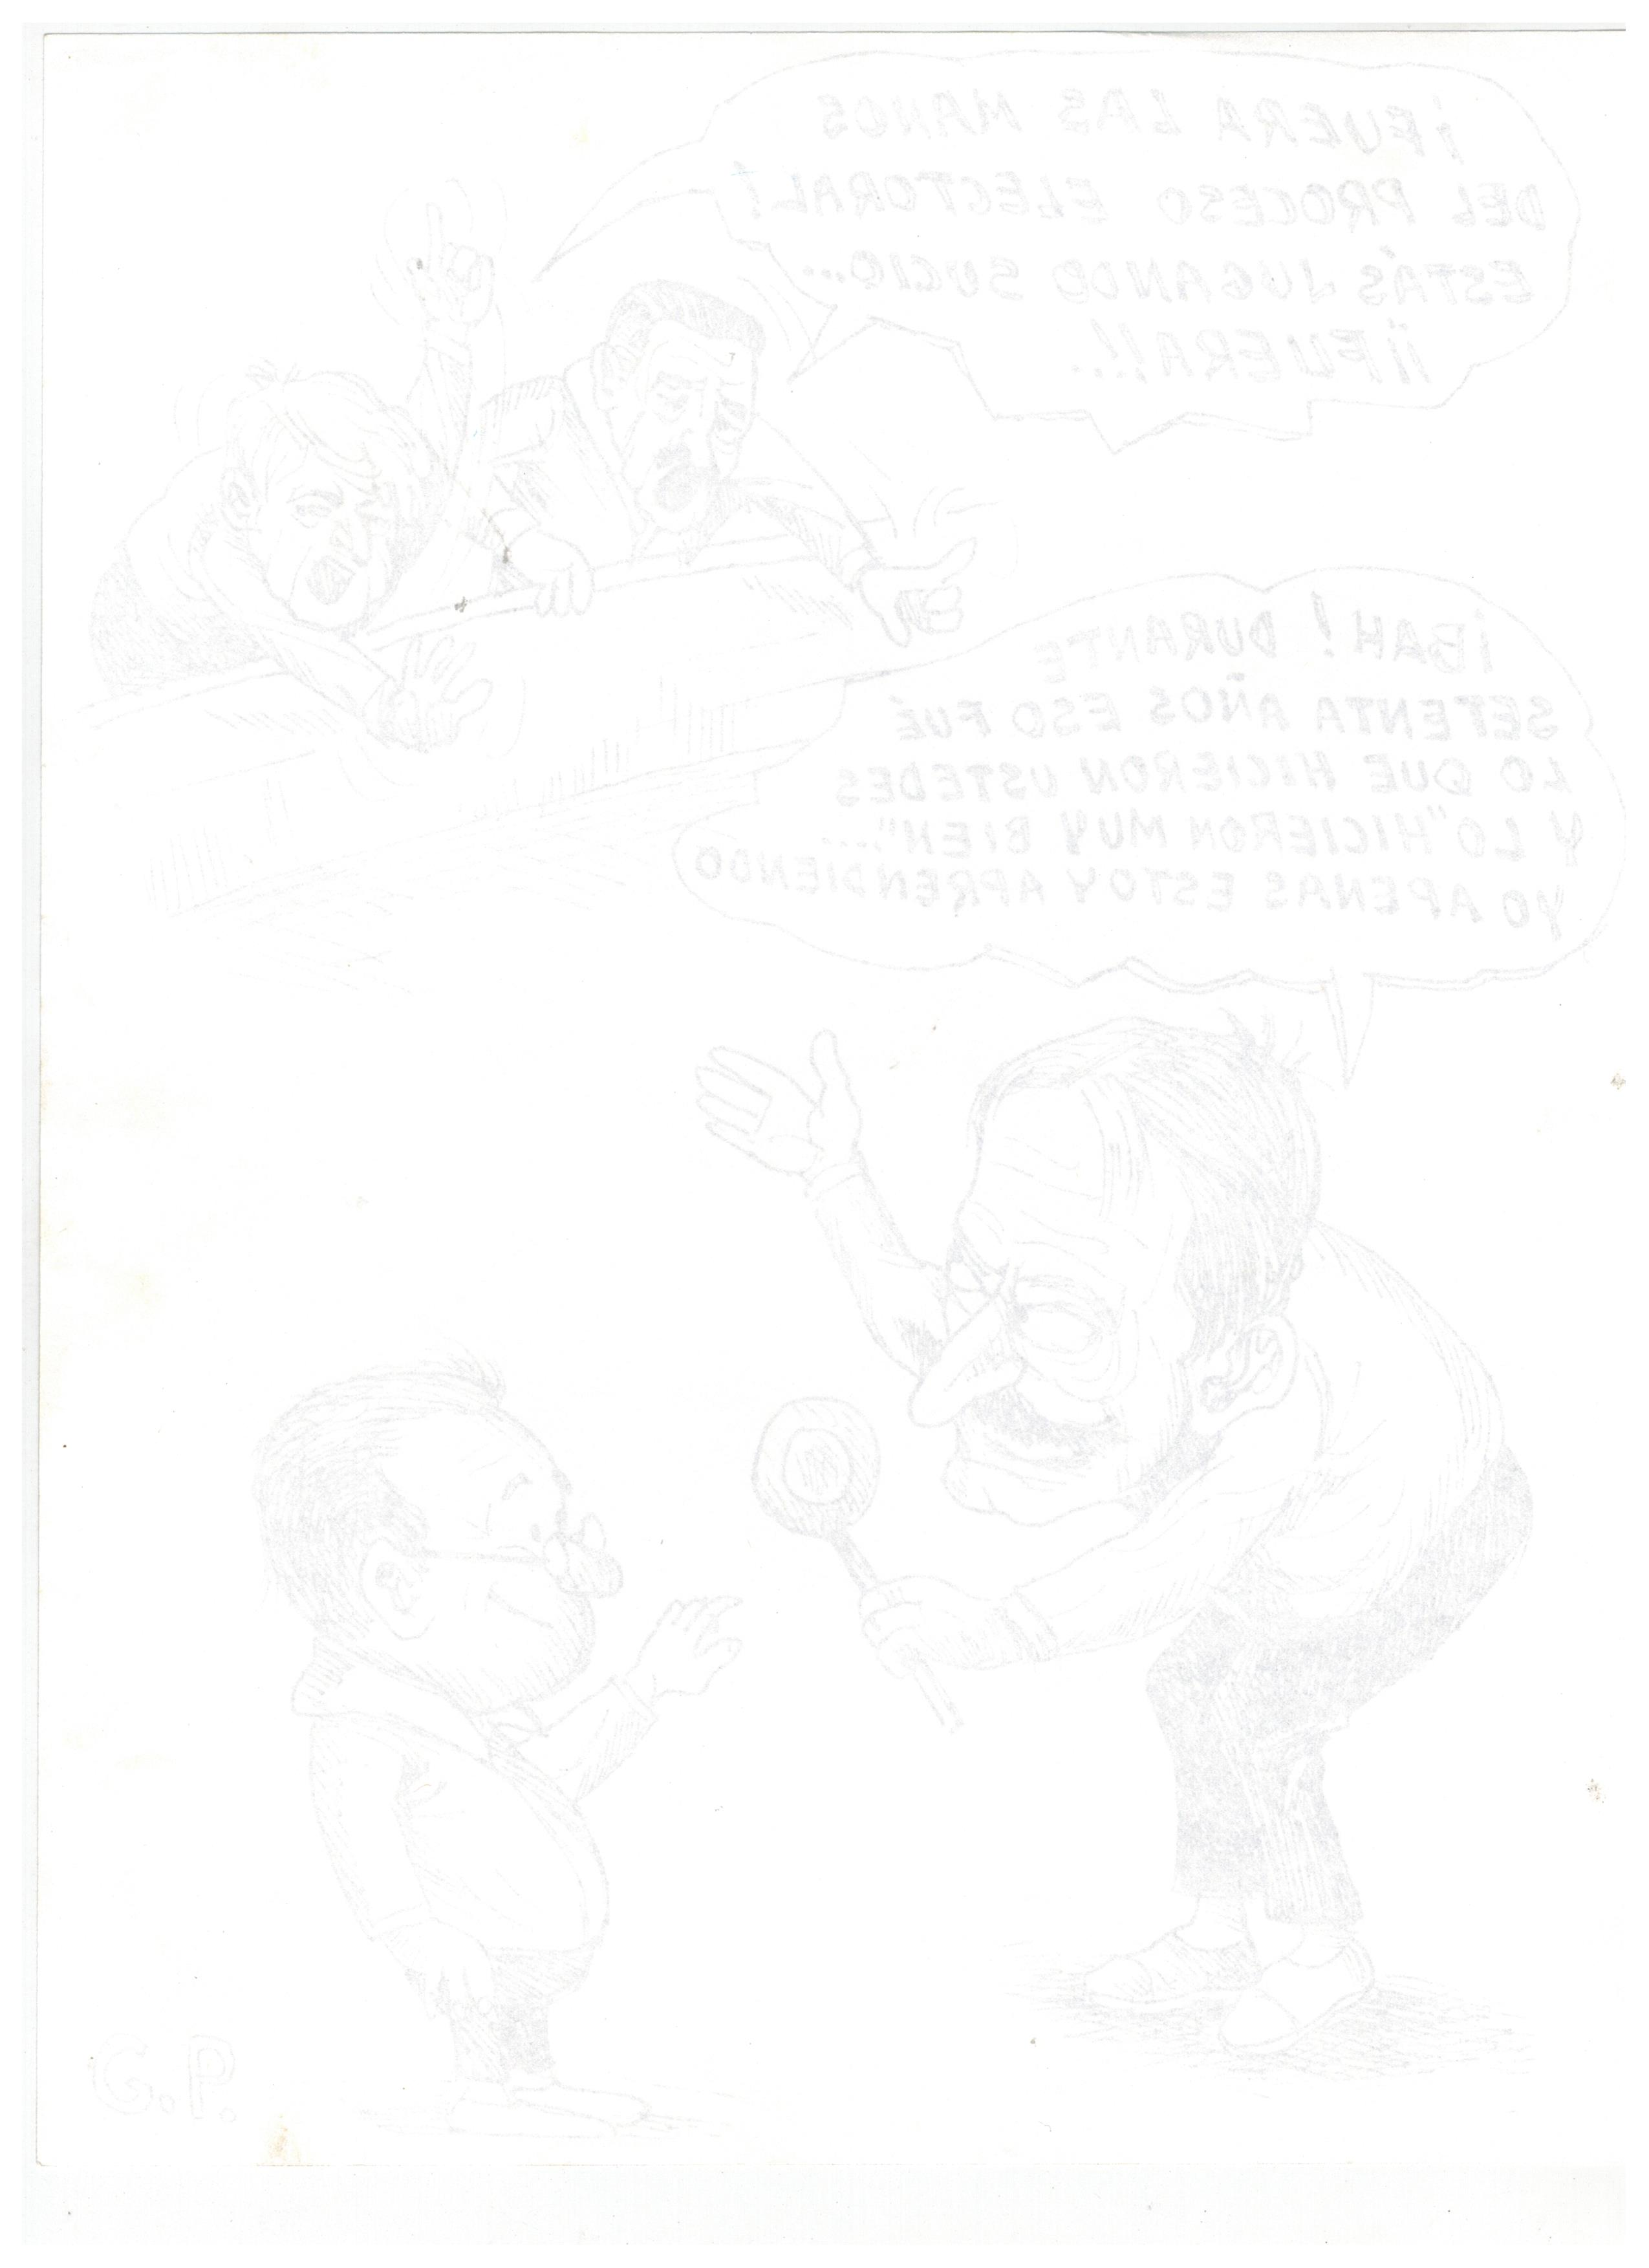 ¡FUERA LAS MANOS
DEL PROCESO ELECTORAL!
ESTÁS JUGANDO SUCIO...
¡¡FUERA!!...
¡BAH! DURANTE
SETENTA AÑOS ESO FUÉ
LO QUE HICIERON USTEDES
Y LO "HICIERON MUY BIEN"...
YO APENAS ESTOY APRENDIENDO
G.P.